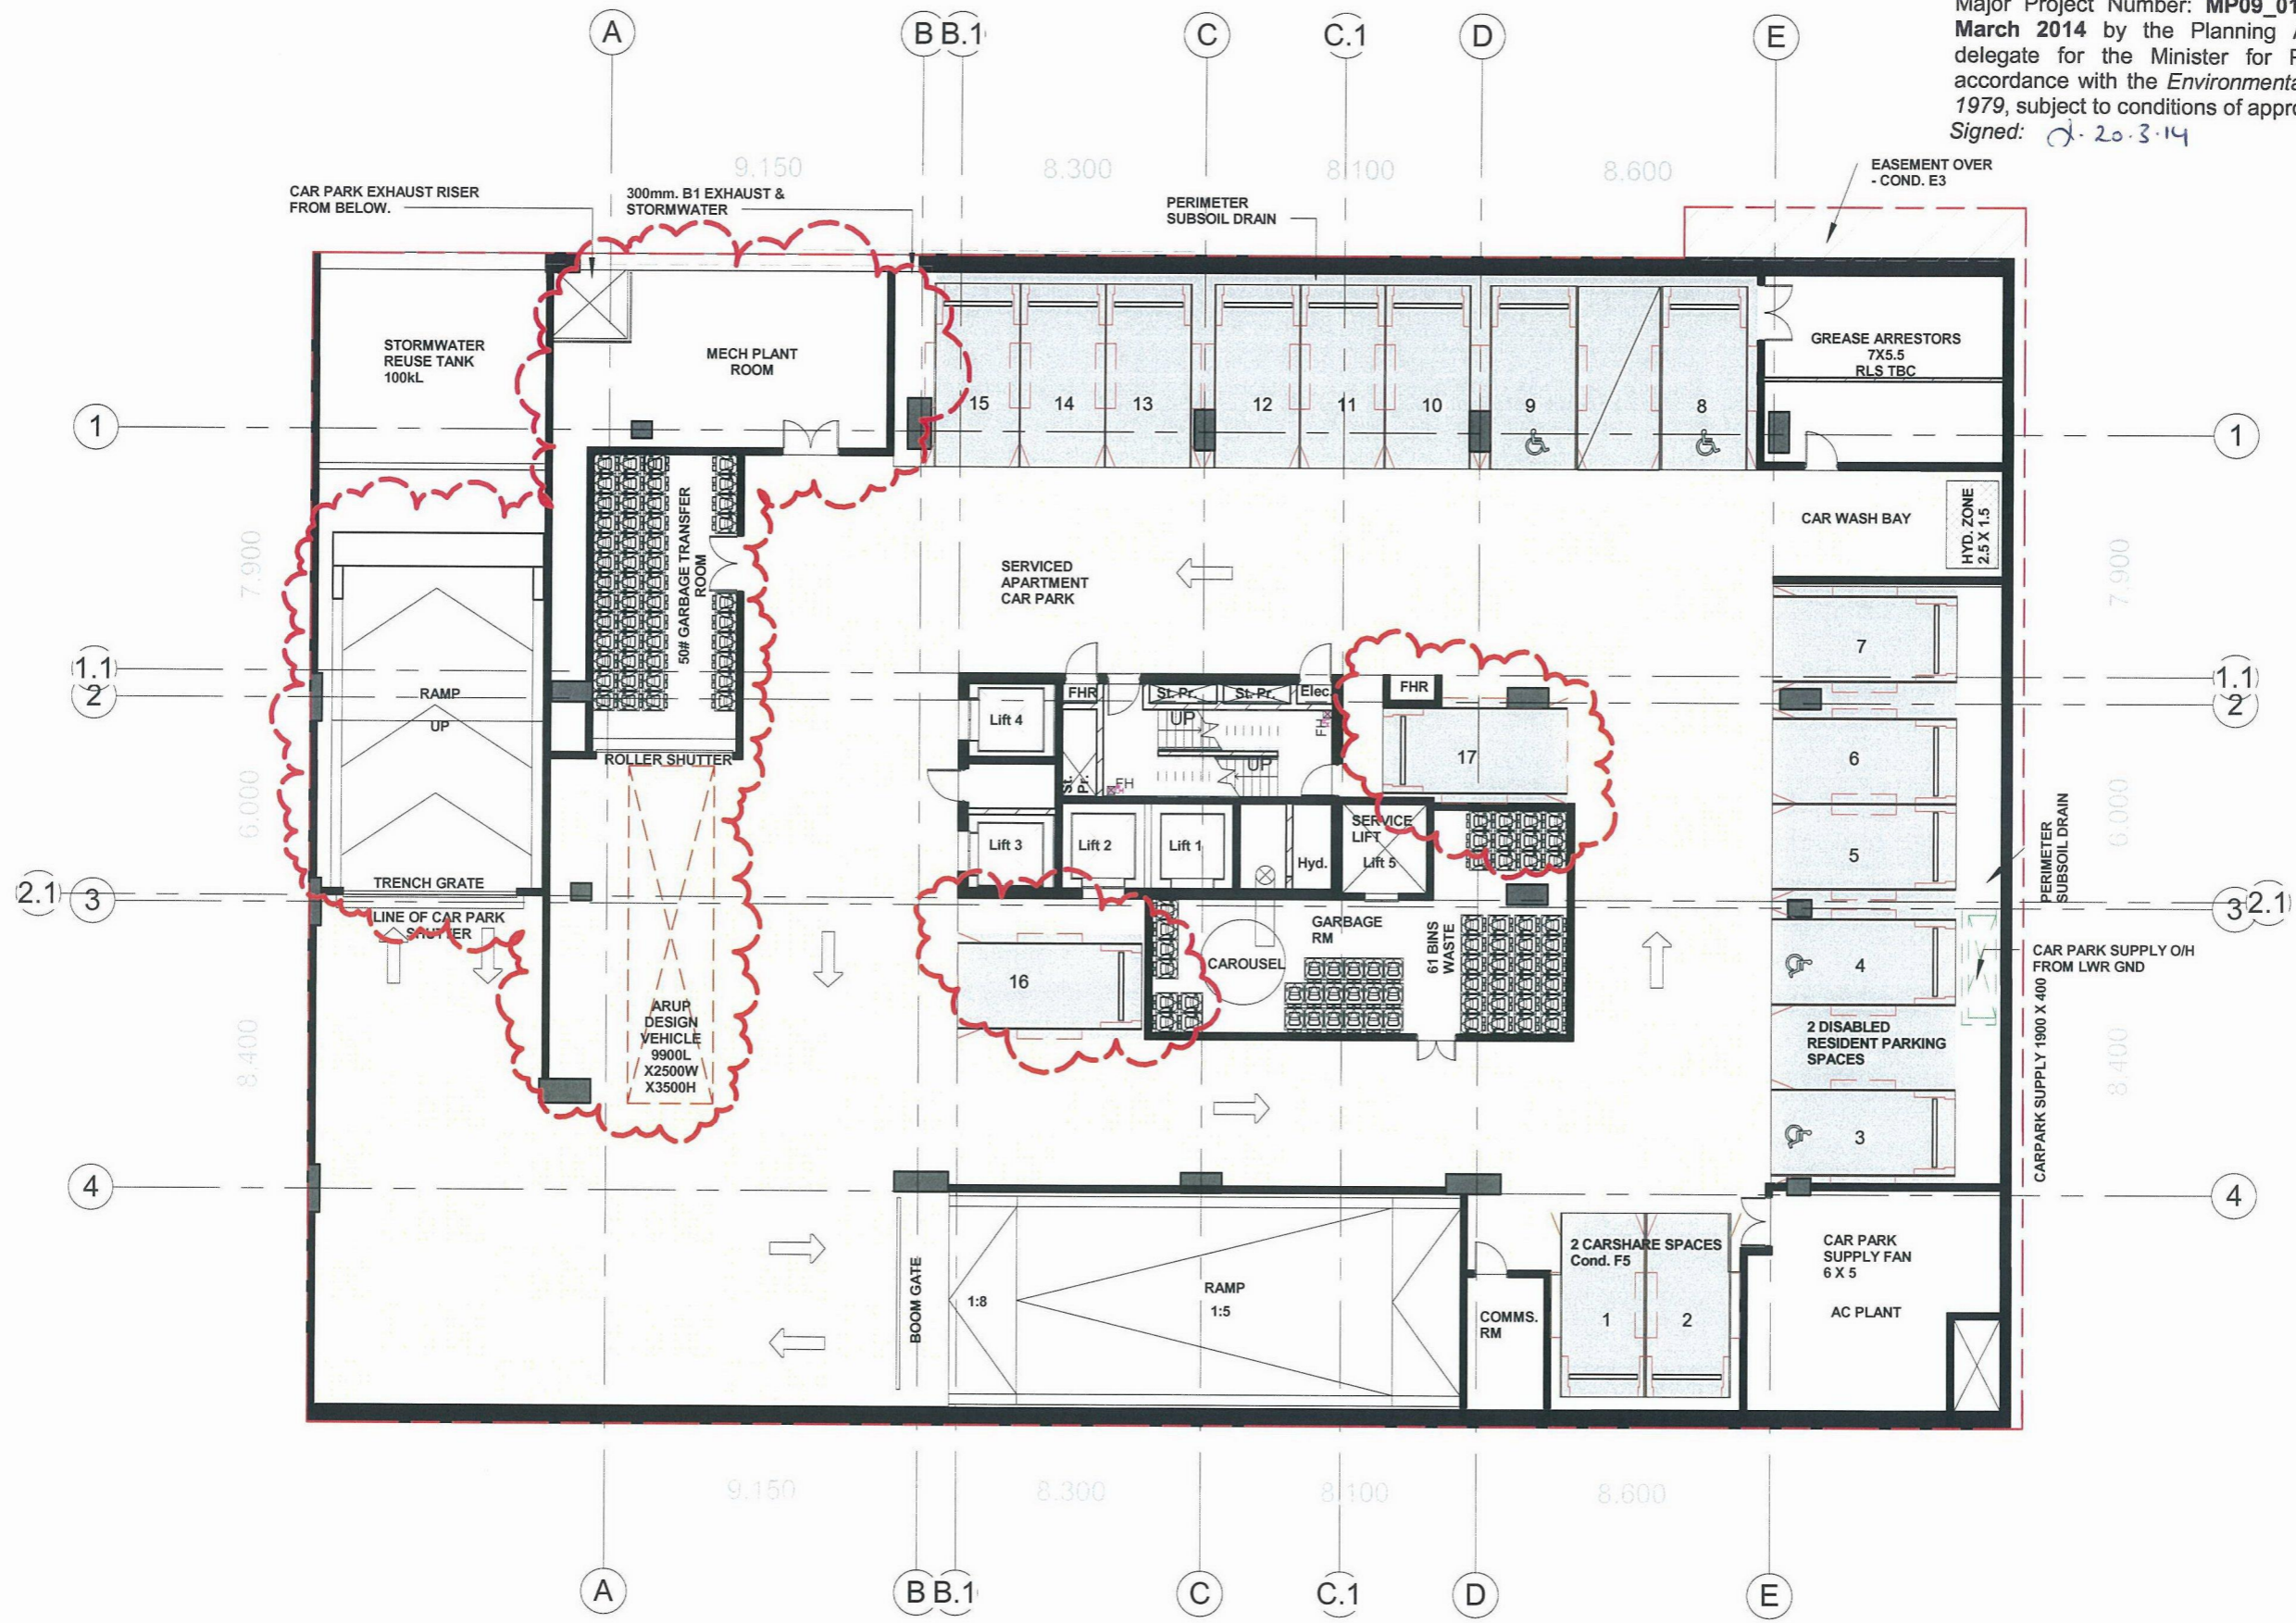 Major Project Number: MP09_01
March 2014 by the Planning
delegate for the Minister for
accordance with the Environmenta
1979, subject to conditions of appro
Signed: 20.3.14
A
B B.1
C
C.1
D
E
9.150
8.300
8.100
8.600
EASEMENT OVER
- COND. E3
CAR PARK EXHAUST RISER
FROM BELOW.
300mm. B1 EXHAUST &
STORMWATER
PERIMETER
SUBSOIL DRAIN
STORMWATER
REUSE TANK
100kL
MECH PLANT
ROOM
GREASE ARRESTORS
7X5.5
RLS TBC
15
14
13
12
11
10
9
8
1
1
50# GARBAGE TRANSFER
ROOM
CAR WASH BAY
HYD. ZONE
2.5 X 1.5
7.900
7.900
SERVICED
APARTMENT
CAR PARK
7
1.1
2
1.1
2
RAMP
UP
Lift 4
FHR
St. Pr.
St. Pr.
Elec.
FHR
UP
FH
UP
St.
Pr.
FH
17
6
ROLLER SHUTTER
6.000
6.000
Lift 3
Lift 2
Lift 1
Hyd.
SERVICE
LIFT
Lift 5
5
PERIMETER
SUBSOIL DRAIN
TRENCH GRATE
2.1
3
3
2.1
LINE OF CAR PARK
SHUTTER
GARBAGE
RM
61 BINS
WASTE
CAROUSEL
16
4
CAR PARK SUPPLY O/H
FROM LWR GND
ARUP
DESIGN
VEHICLE
9900L
X2500W
X3500H
2 DISABLED
RESIDENT PARKING
SPACES
CARPARK SUPPLY 1900 X 400
8.400
8.400
3
4
4
BOOM GATE
1:8
RAMP
1:5
COMMS.
RM
2 CARSHARE SPACES
Cond. F5
1
2
CAR PARK
SUPPLY FAN
6 X 5
AC PLANT
9.150
8.300
8.100
8.600
A
B B.1
C
C.1
D
E